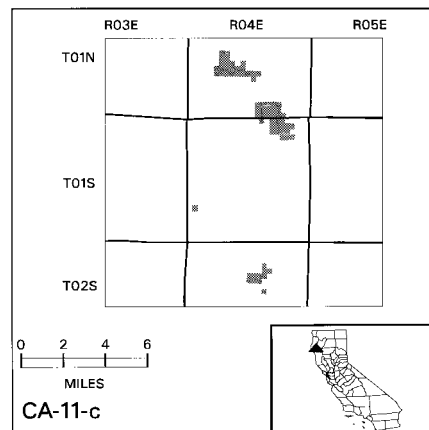 R03E R04E R05E
T01N
T01S
T02S
0 2 4 6
MILES
CA-11-c